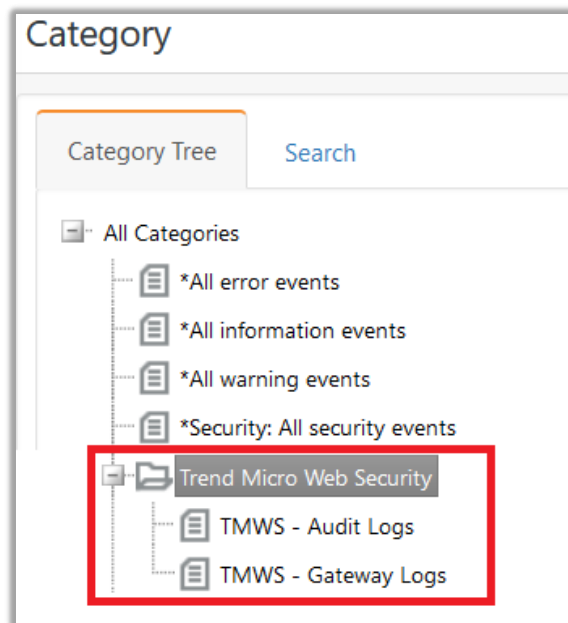 Category
Category Tree
Search
All Categories
*All error events
*All information events
*All warning events
*Security: All security events
Trend Micro Web Security
TMWS - Audit Logs
TMWS - Gateway Logs